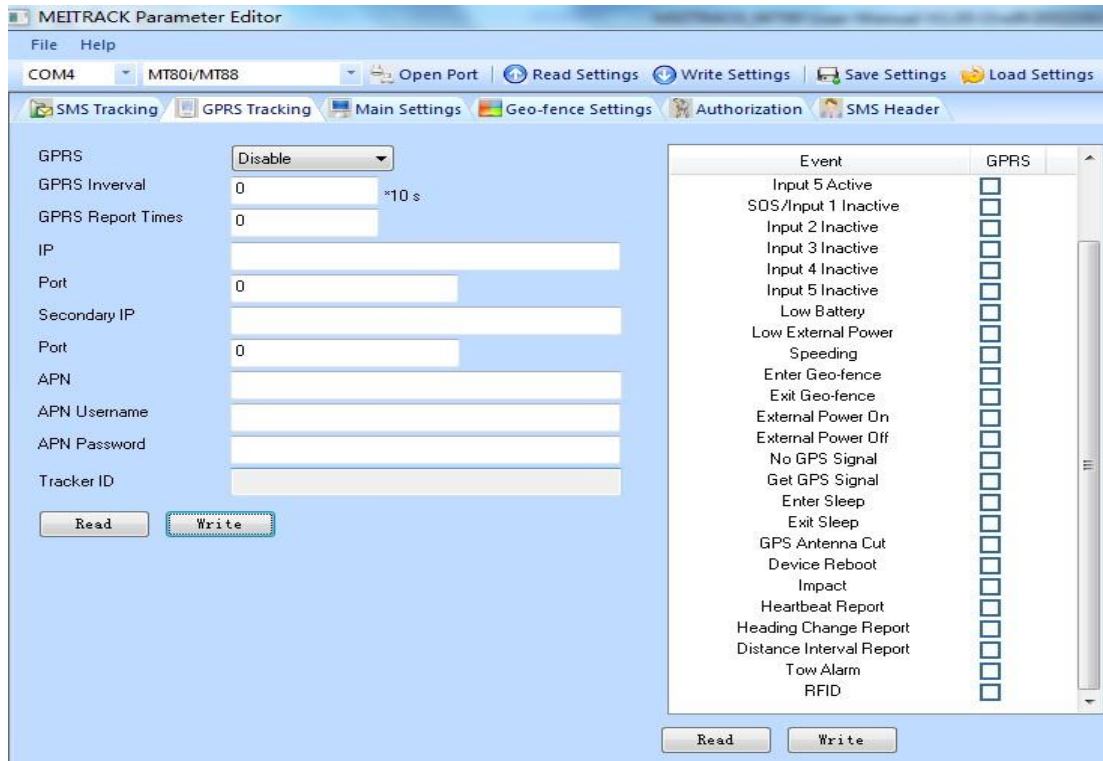 MEITRACK Parameter Editor
File Help
COM4 MT80i/MT88 Open Port Read Settings Write Settings Save Settings Load Settings
SMS Tracking GPRS Tracking Main Settings Geo-fence Settings Authorization SMS Header
GPRS Disable
GPRS Inverval 0 *10 s
GPRS Report Times 0
IP
Port 0
Secondary IP
Port 0
APN
APN Username
APN Password
Tracker ID
Read Write
Event GPRS
Input 5 Active
SOS/Input 1 Inactive
Input 2 Inactive
Input 3 Inactive
Input 4 Inactive
Input 5 Inactive
Low Battery
Low External Power
Speeding
Enter Geo-fence
Exit Geo-fence
External Power On
External Power Off
No GPS Signal
Get GPS Signal
Enter Sleep
Exit Sleep
GPS Antenna Cut
Device Reboot
Impact
Heartbeat Report
Heading Change Report
Distance Interval Report
Tow Alarm
RFID
Read Write